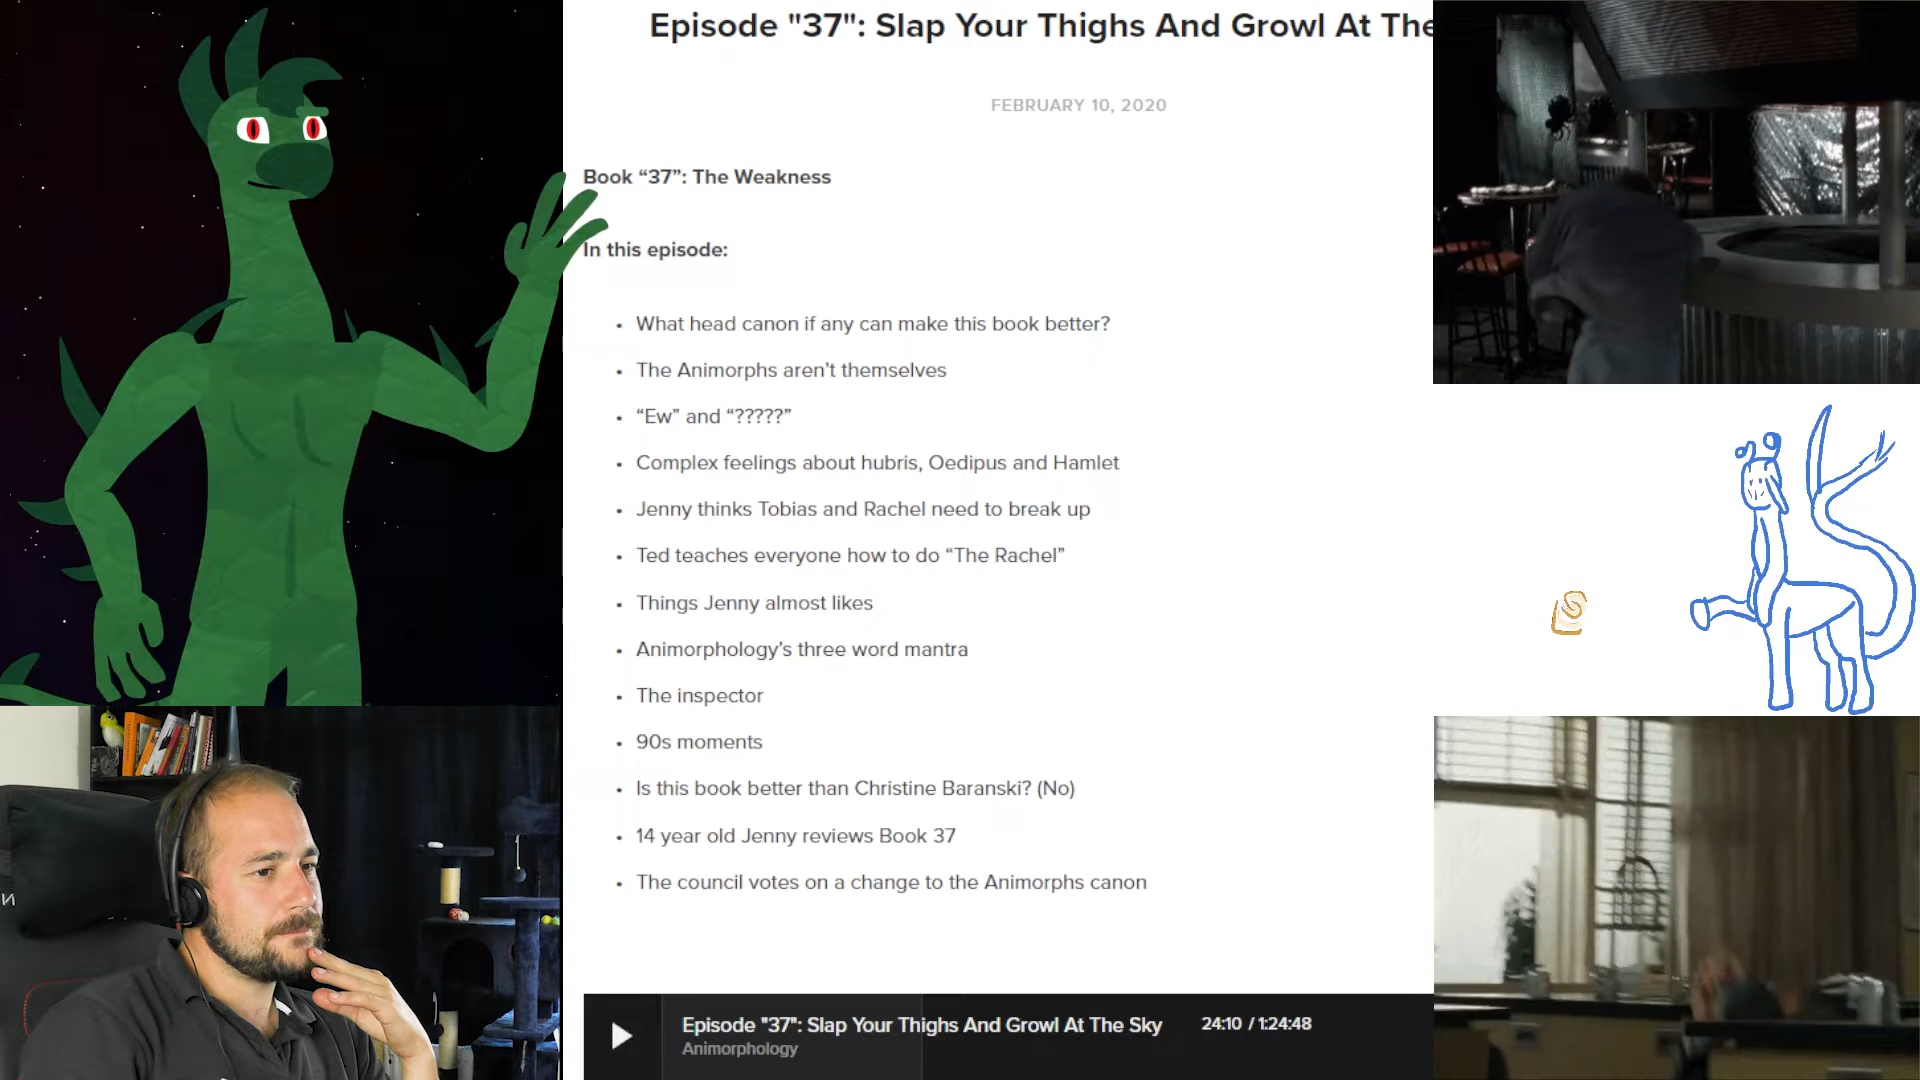 Episode "37": Slap Your Thighs And Growl At The
FEBRUARY 10, 2020
Book “37”: The Weakness
In this episode:
• What head canon if any can make this book better?
• The Animorphs aren’t themselves
• “Ew” and “?????”
• Complex feelings about hubris, Oedipus and Hamlet
• Jenny thinks Tobias and Rachel need to break up
• Ted teaches everyone how to do “The Rachel”
• Things Jenny almost likes
• Animorphology’s three word mantra
• The inspector
• 90s moments
• Is this book better than Christine Baranski? (No)
• 14 year old Jenny reviews Book 37
• The council votes on a change to the Animorphs canon
Episode "37": Slap Your Thighs And Growl At The Sky
24:10 / 1:24:48
Animorphology